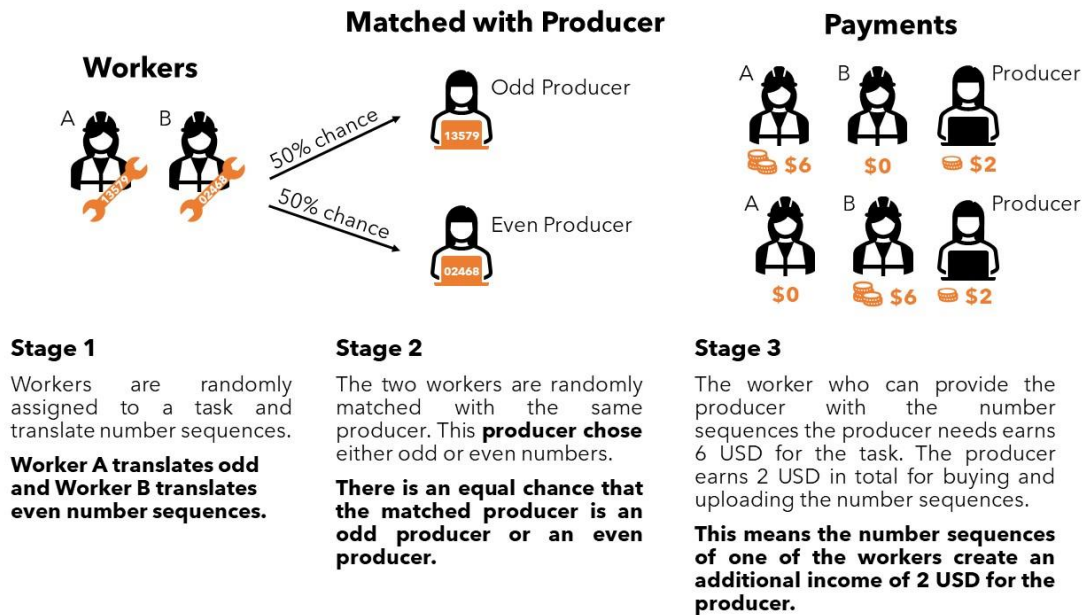 Matched with Producer
Payments
Workers
A
B
13579
02468
50% chance
50% chance
13579
Odd Producer
02468
Even Producer
A
B
Producer
$6
$0
$2
A
B
Producer
$0
$6
$2
Stage 1
Workers are randomly
assigned to a task and
translate number sequences.
Worker A translates odd
and Worker B translates
even number sequences.
Stage 2
The two workers are randomly
matched with the same
producer. This producer chose
either odd or even numbers.
There is an equal chance that
the matched producer is an
odd producer or an even
producer.
Stage 3
The worker who can provide the
producer with the number
sequences the producer needs earns
6 USD for the task. The producer
earns 2 USD in total for buying and
uploading the number sequences.
This means the number sequences
of one of the workers create an
additional income of 2 USD for the
producer.